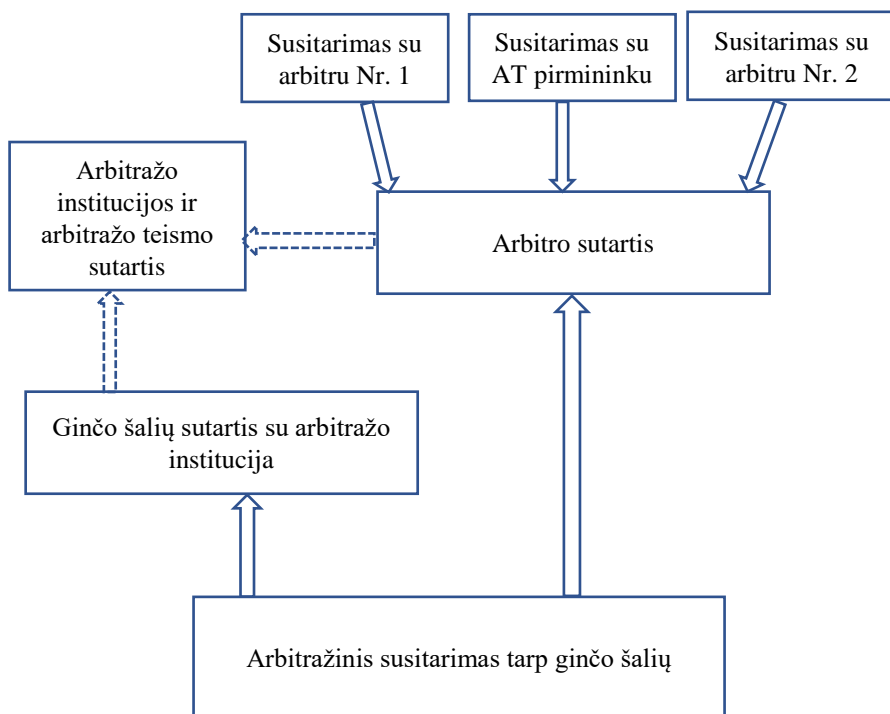 Susitarimas su
arbitru Nr. 1
Susitarimas su
AT pirmininku
Susitarimas su
arbitru Nr. 2
Arbitražo
institucijos ir
arbitražo teismo
sutartis
Arbitro sutartis
Ginčo šalių sutartis su arbitražo
institucija
Arbitražinis susitarimas tarp ginčo šalių